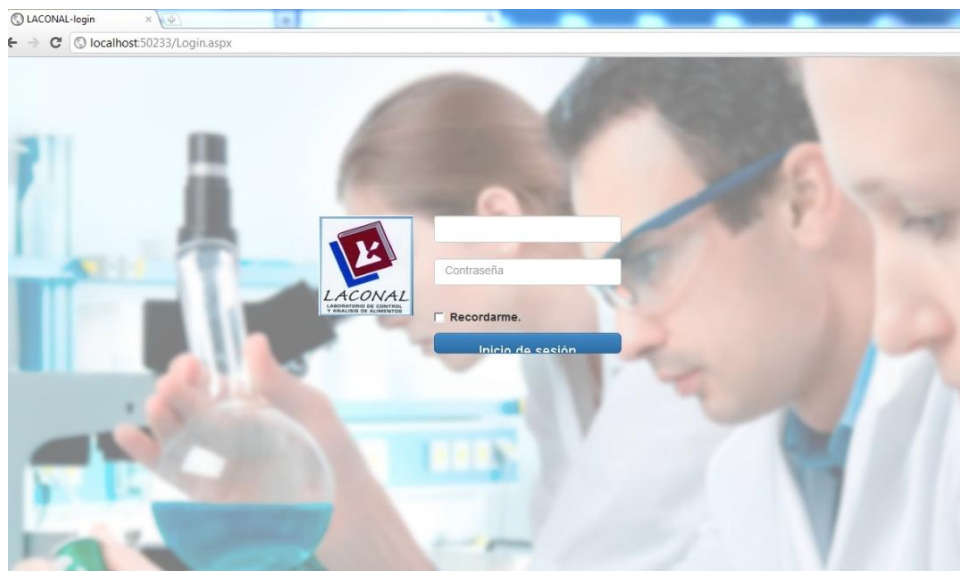 LACONAL-login
localhost:50233/Login.aspx
LACONAL
LABORATORIO DE CONTROL
Y ANALISIS DE ALIMENTOS
Contraseña
Recordarme.
Inicio de sesión